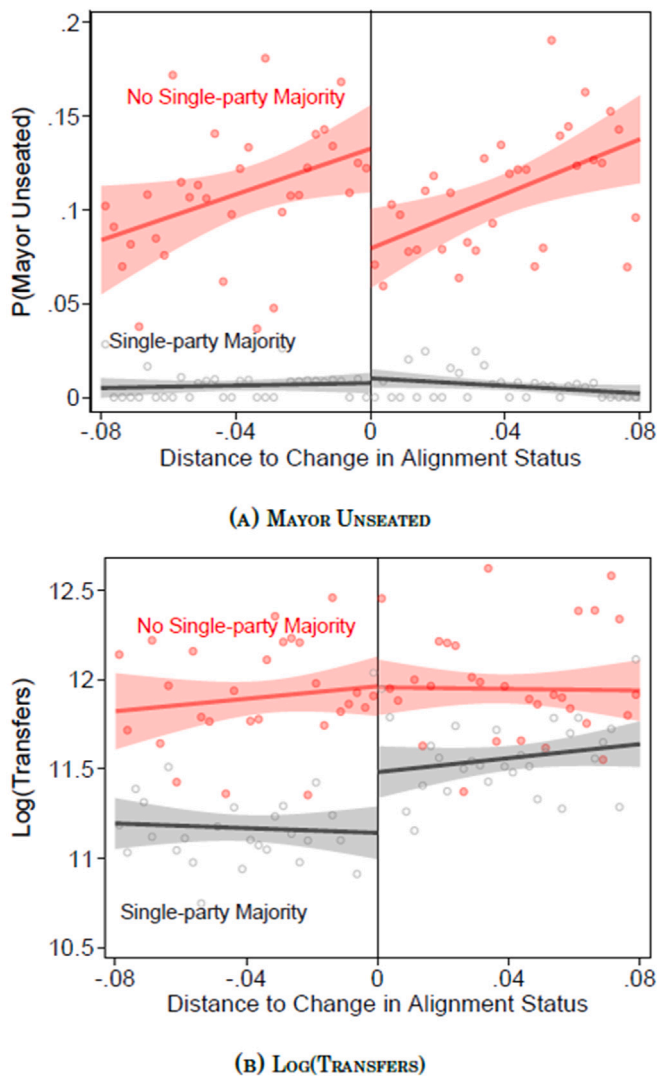 .2
No Single-party Majority
.15
P(Mayor Unseated)
.1
.05
Single-party Majority
0
-.08 -.04 0 .04 .08
Distance to Change in Alignment Status
(A) MAYOR UNSEATED
12.5
No Single-party Majority
12
Log(Transfers)
11.5
11
Single-party Majority
10.5
-.08 -.04 0 .04 .08
Distance to Change in Alignment Status
(B) LOG(TRANSFERS)